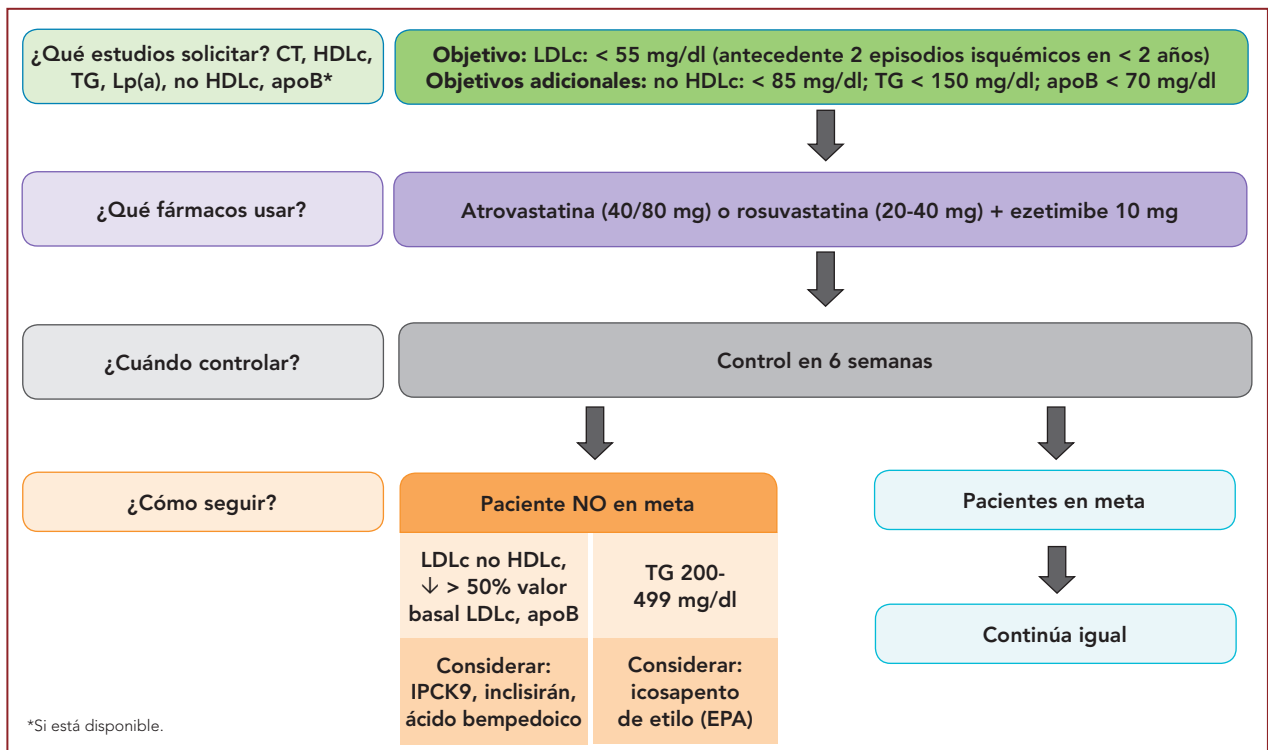 ¿Qué estudios solicitar? CT, HDLc,
TG, Lp(a), no HDLc, apoB*
Objetivo: LDLc: < 55 mg/dl (antecedente 2 episodios isquémicos en < 2 años)
Objetivos adicionales: no HDLc: < 85 mg/dl; TG < 150 mg/dl; apoB < 70 mg/dl
¿Qué fármacos usar?
Atrovastatina (40/80 mg) o rosuvastatina (20-40 mg) + ezetimibe 10 mg
¿Cuándo controlar?
Control en 6 semanas
¿Cómo seguir?
Paciente NO en meta
LDLc no HDLc,
↓ > 50% valor
basal LDLc, apoB
TG 200-
499 mg/dl
Considerar:
IPCK9, inclisirán,
ácido bempedoico
Considerar:
icosapento
de etilo (EPA)
Pacientes en meta
Continúa igual
*Si está disponible.